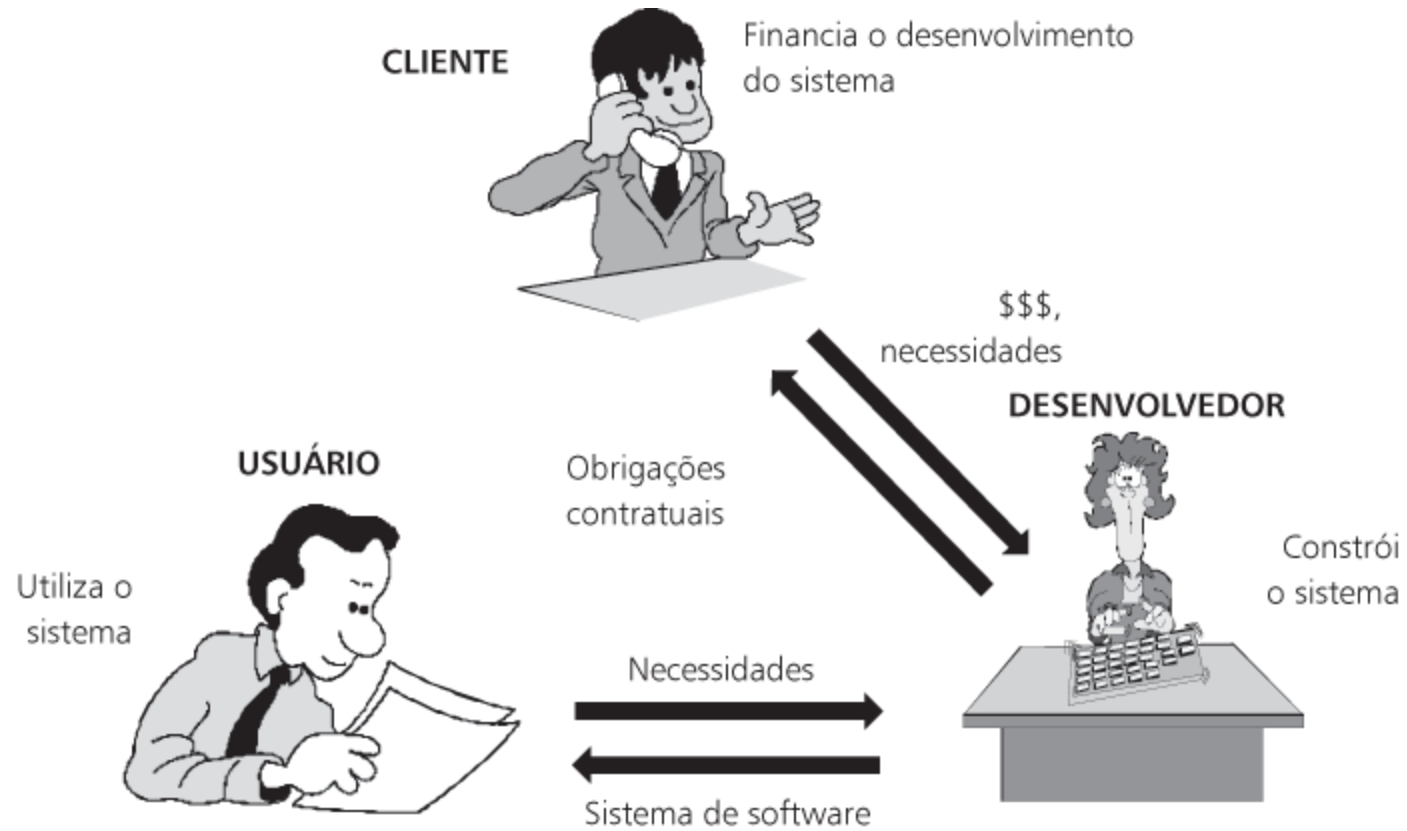 CLIENTE
Financia o desenvolvimento
do sistema
$$$,
necessidades
DESENVOLVEDOR
USUÁRIO
Obrigações
contratuais
Constrói
o sistema
Utiliza o
sistema
Necessidades
Sistema de software